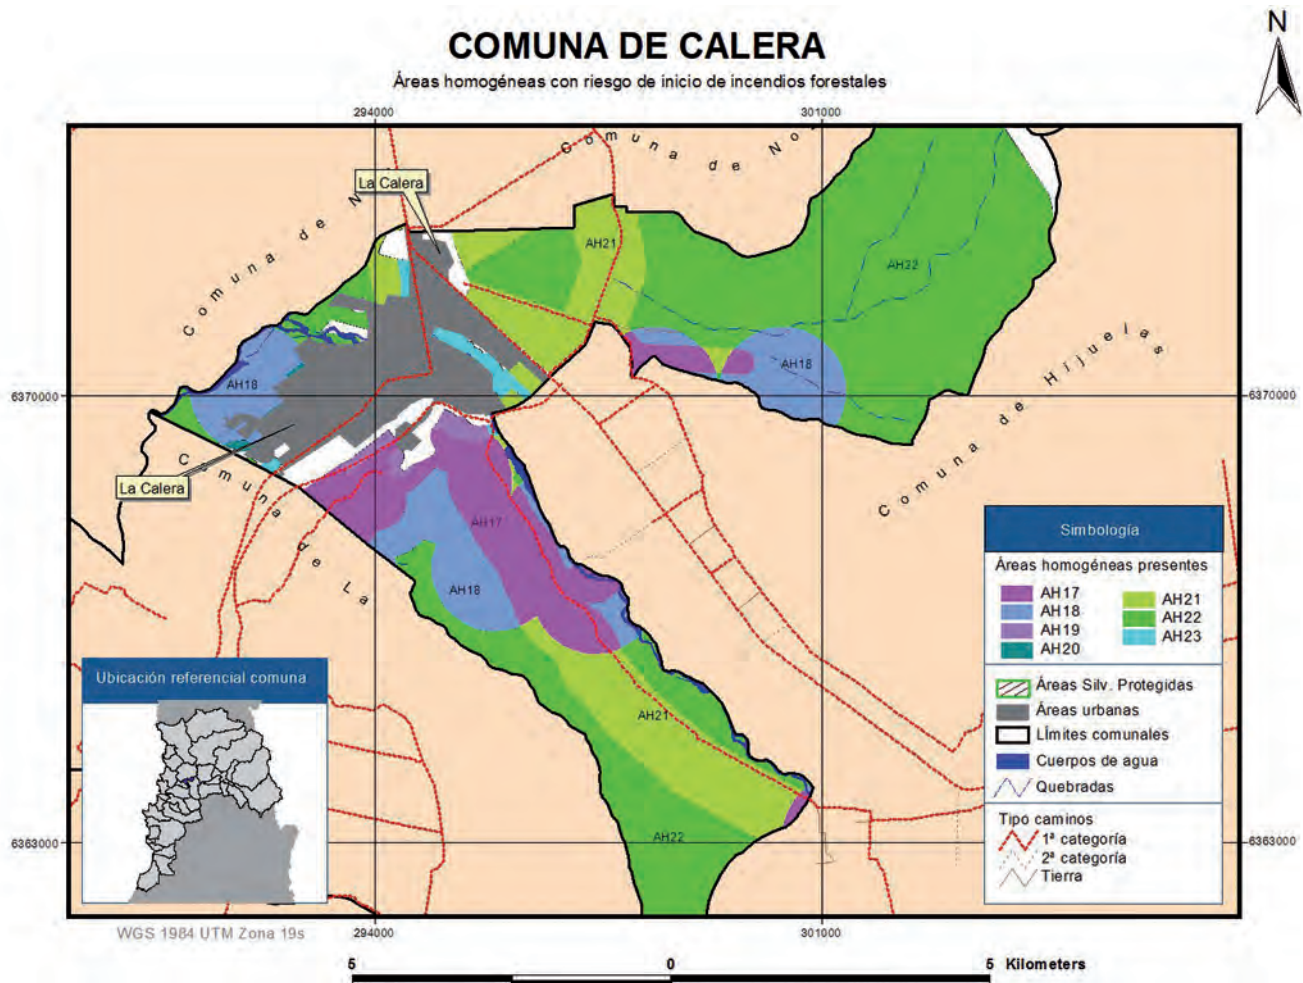 COMUNA DE CALERA
Áreas homogéneas con riesgo de inicio de incendios forestales
N
294000
301000
Comuna de No
La Calera
Comuna de N
AH21
AH22
AH18
AH18
6370000
6370000
Comuna de Hijuelas
La Calera
Comuna de La
AH17
AH18
AH21
AH22
6363000
6363000
Simbología
Áreas homogéneas presentes
AH17
AH18
AH19
AH20
AH21
AH22
AH23
Áreas Silv. Protegidas
Áreas urbanas
LÍmites comunales
Cuerpos de agua
Quebradas
Tipo caminos
1ª categoría
2ª categoría
Tierra
Ubicación referencial comuna
WGS 1984 UTM Zona 19s
294000
301000
5 0 5 Kilometers